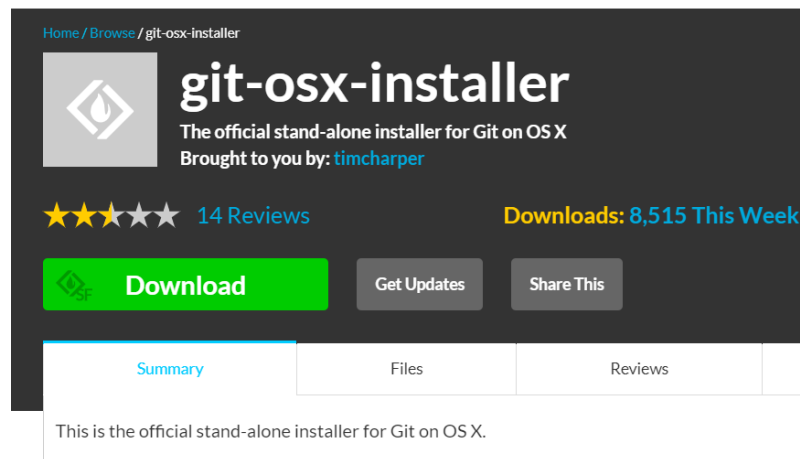 Home / Browse / git-osx-installer
git-osx-installer
The official stand-alone installer for Git on OS X
Brought to you by: timcharper
14 Reviews
Downloads: 8,515 This Week
SF
Download
Get Updates
Share This
Summary
Files
Reviews
This is the official stand-alone installer for Git on OS X.